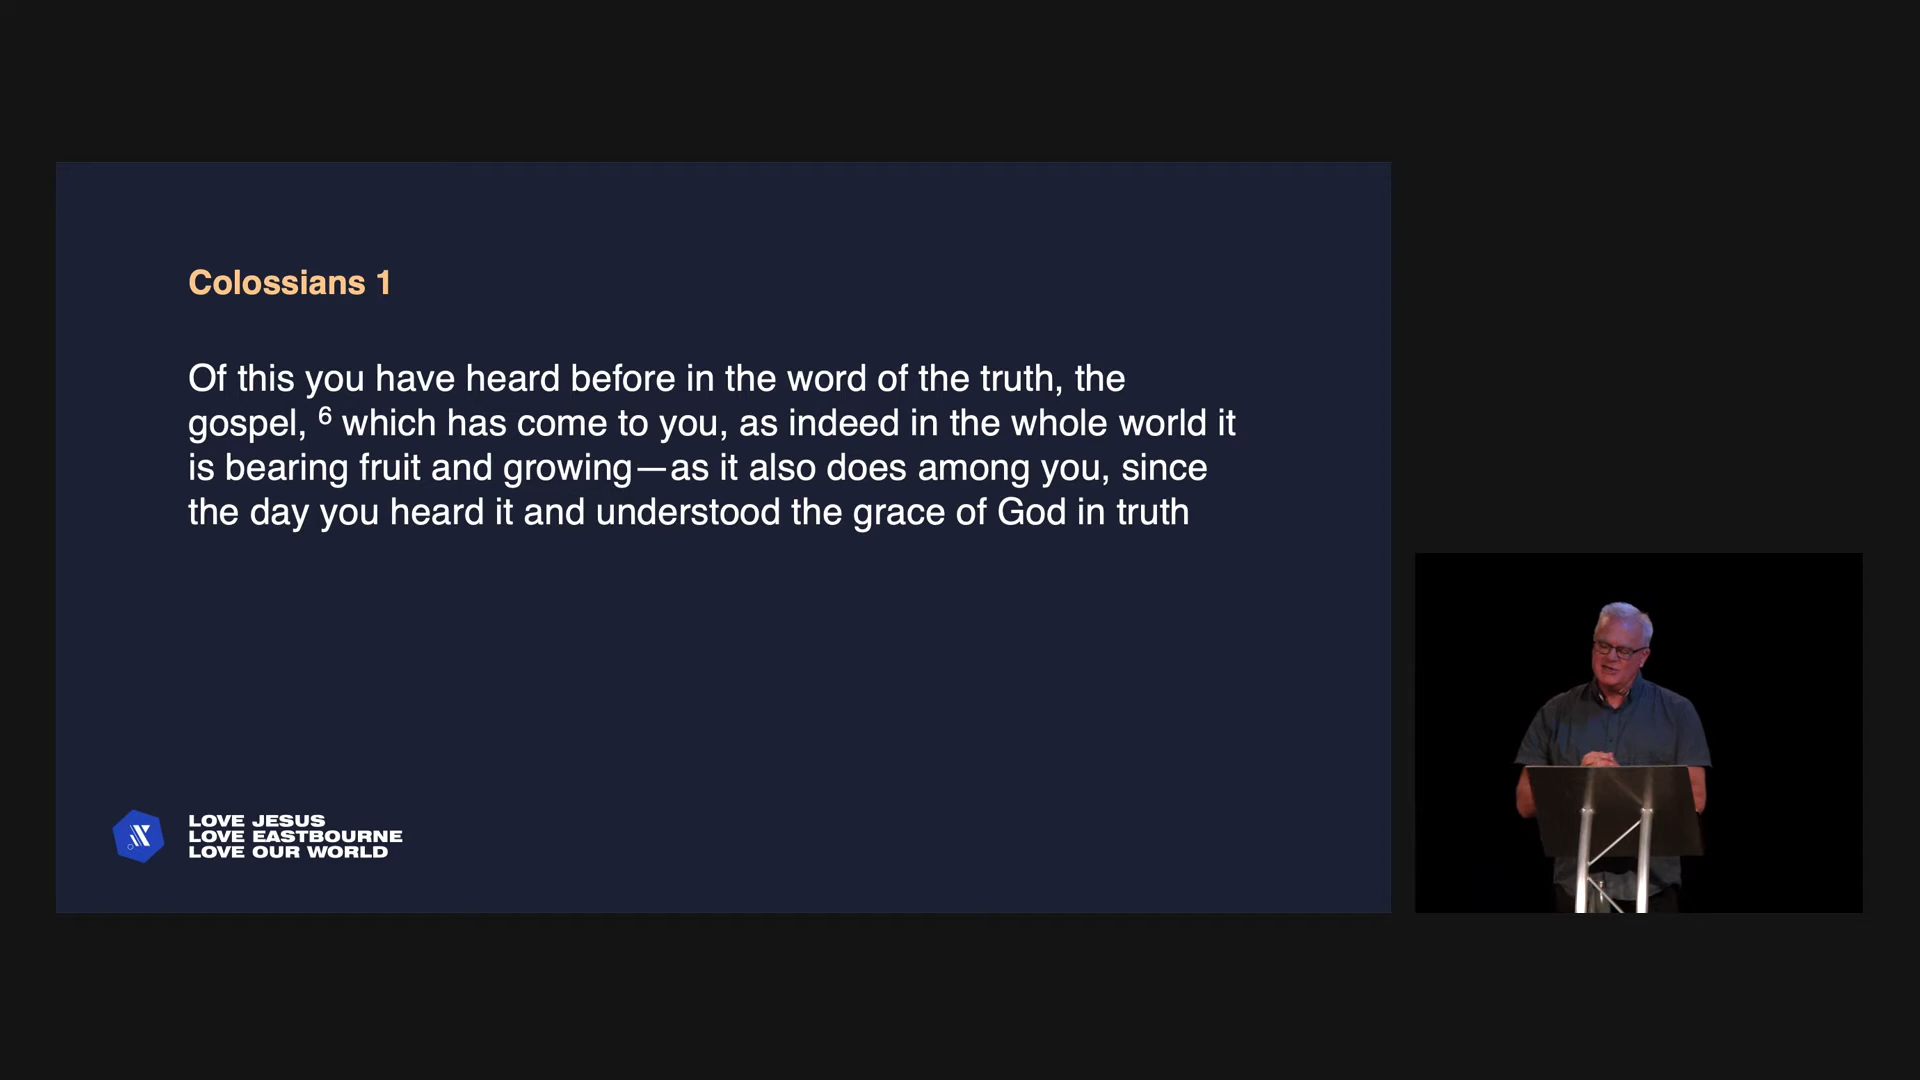 Colossians 1
Of this you have heard before in the word of the truth, the
gospel, ⁶ which has come to you, as indeed in the whole world it
is bearing fruit and growing—as it also does among you, since
the day you heard it and understood the grace of God in truth
LOVE JESUS
LOVE EASTBOURNE
LOVE OUR WORLD